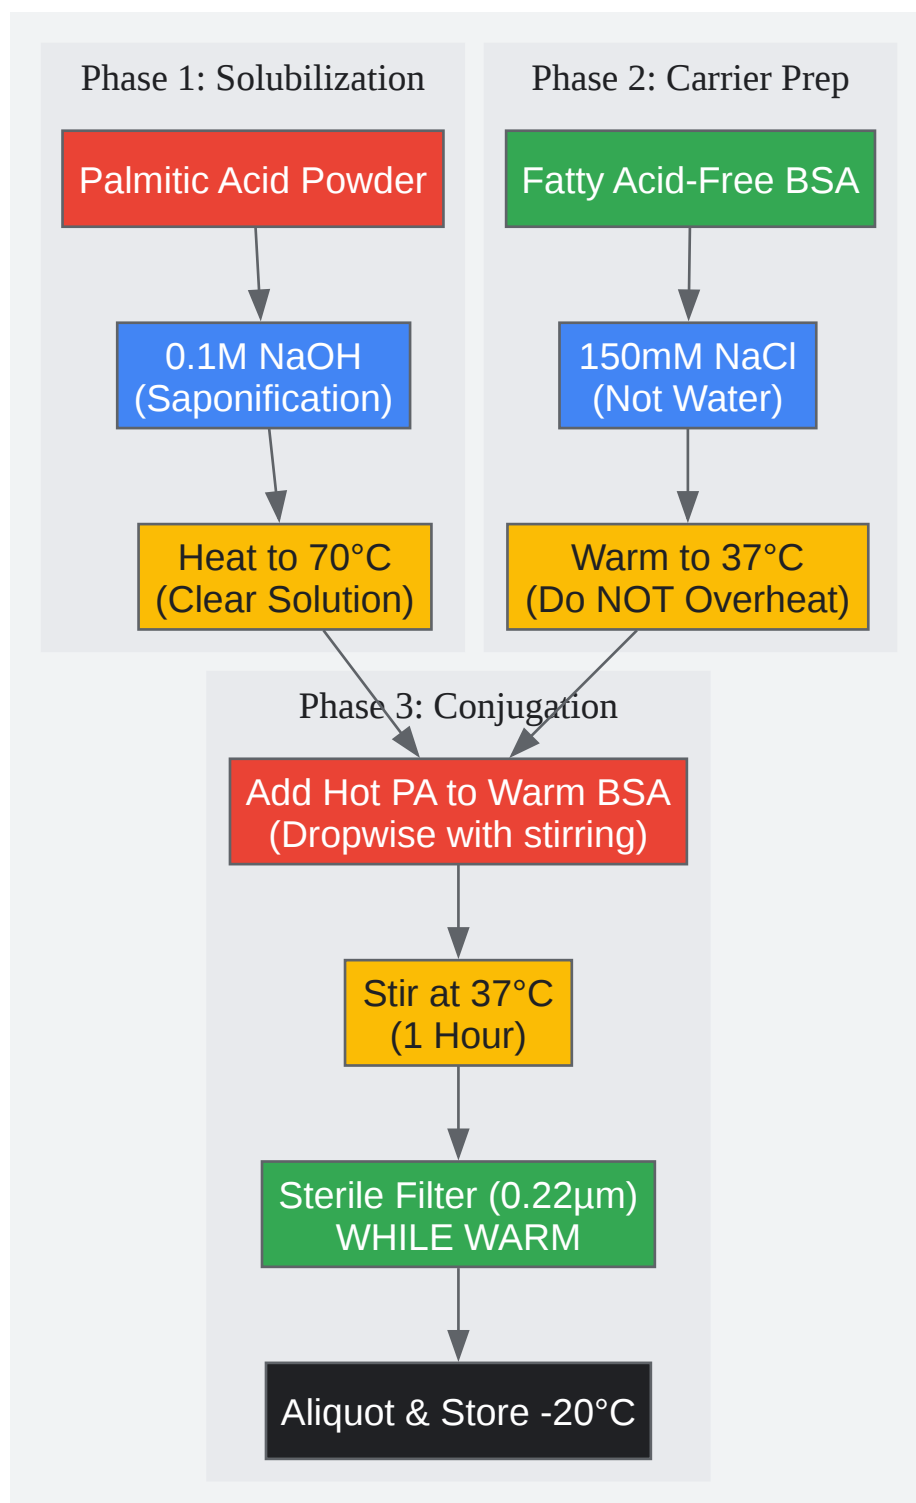 Phase 1: Solubilization
Palmitic Acid Powder
0.1M NaOH
(Saponification)
Heat to 70°C
(Clear Solution)
Phase 2: Carrier Prep
Fatty Acid-Free BSA
150mM NaCl
(Not Water)
Warm to 37°C
(Do NOT Overheat)
Phase 3: Conjugation
Add Hot PA to Warm BSA
(Dropwise with stirring)
Stir at 37°C
(1 Hour)
Sterile Filter (0.22µm)
WHILE WARM
Aliquot & Store -20°C